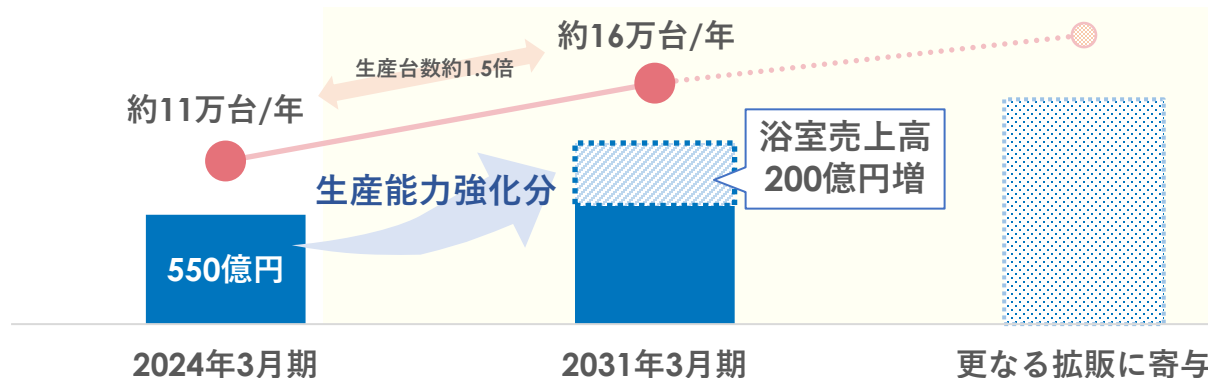 約16万台/年
生産台数約1.5倍
約11万台/年
浴室売上高
200億円増
生産能力強化分
550億円
2024年3月期
2031年3月期
更なる拡販に寄与